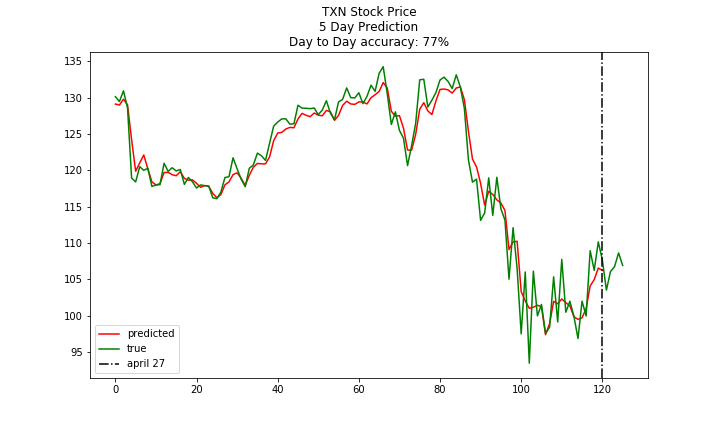 TXN Stock Price
5 Day Prediction
Day to Day accuracy: 77%
135
130
125
120
115
110
105
100
95
predicted
true
april 27
0 20 40 60 80 100 120